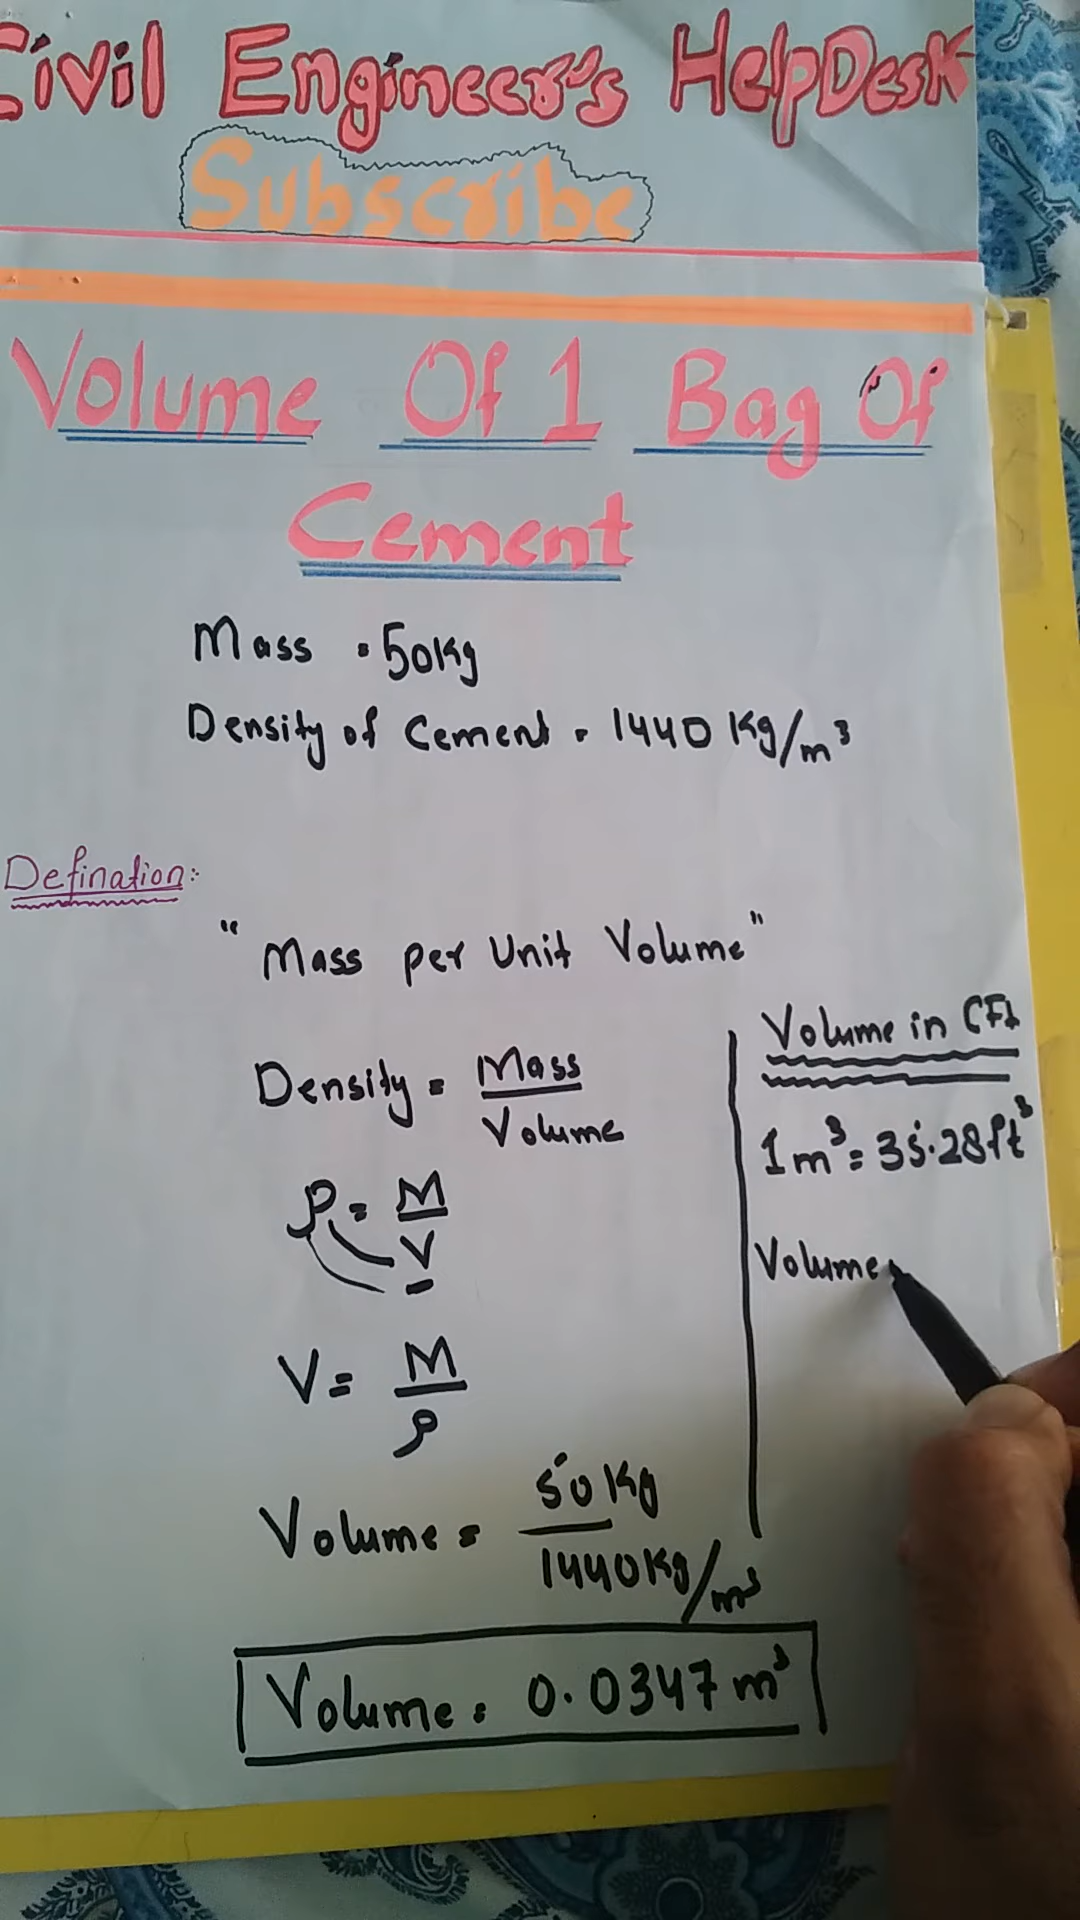 Civil Engineer's HelpDesk
Subscribe
Volume Of 1 Bag Of
Cement
Mass = 50Kg
Density of Cement = 1440 Kg/m³
Defination:
"Mass per Unit Volume"
Density = Mass
Volume
ρ = M
V
V = M
ρ
Volume = 50Kg
1440Kg/m³
Volume = 0.0347 m³
Volume in CFt
1m³ = 35.28ft³
Volume